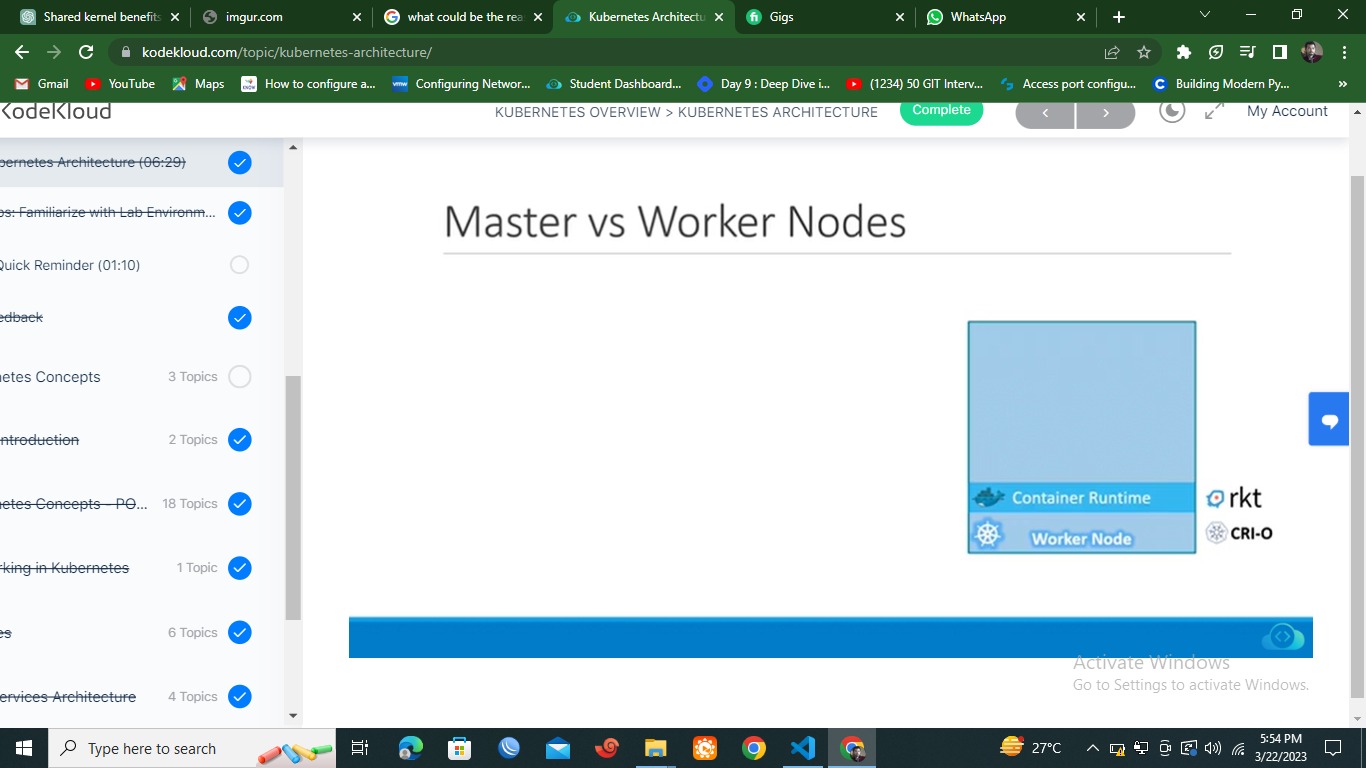 Shared kernel benefits
imgur.com
what could be the rea
Kubernetes Architectu
Gigs
WhatsApp
kodekloud.com/topic/kubernetes-architecture/
Gmail
YouTube
Maps
How to configure a...
Configuring Networ...
Student Dashboard...
Day 9 : Deep Dive i...
(1234) 50 GIT Interv...
Access port configu...
Building Modern Py...
»
KodeKloud
KUBERNETES OVERVIEW > KUBERNETES ARCHITECTURE
Complete
My Account
bernetes Architecture (06:29)
os: Familiarize with Lab Environm...
Quick Reminder (01:10)
edback
netes Concepts 3 Topics
ntroduction 2 Topics
netes Concepts - PO... 18 Topics
rking in Kubernetes 1 Topic
es 6 Topics
ervices Architecture 4 Topics
Master vs Worker Nodes
Container Runtime
Worker Node
rkt
CRI-O
Activate Windows
Go to Settings to activate Windows.
Type here to search
27°C
5:54 PM
3/22/2023